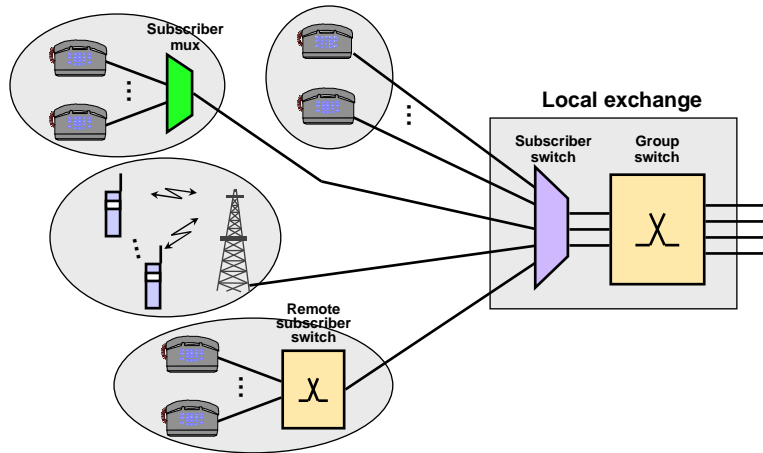 Subscriber
mux
Local exchange
Subscriber
switch
Group
switch
Remote
subscriber
switch